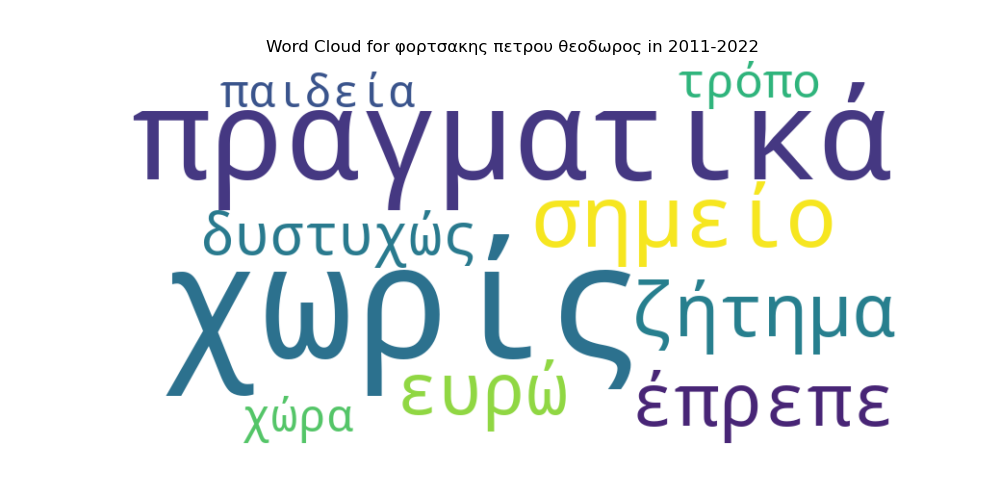 Word Cloud for φορτσακης πετρου θεοδωρος in 2011-2022
παιδεία
τρόπο
πραγματικά
σημείο
δυστυχώς
χωρίς
ζήτημα
ευρώ
έπρεπε
χώρα